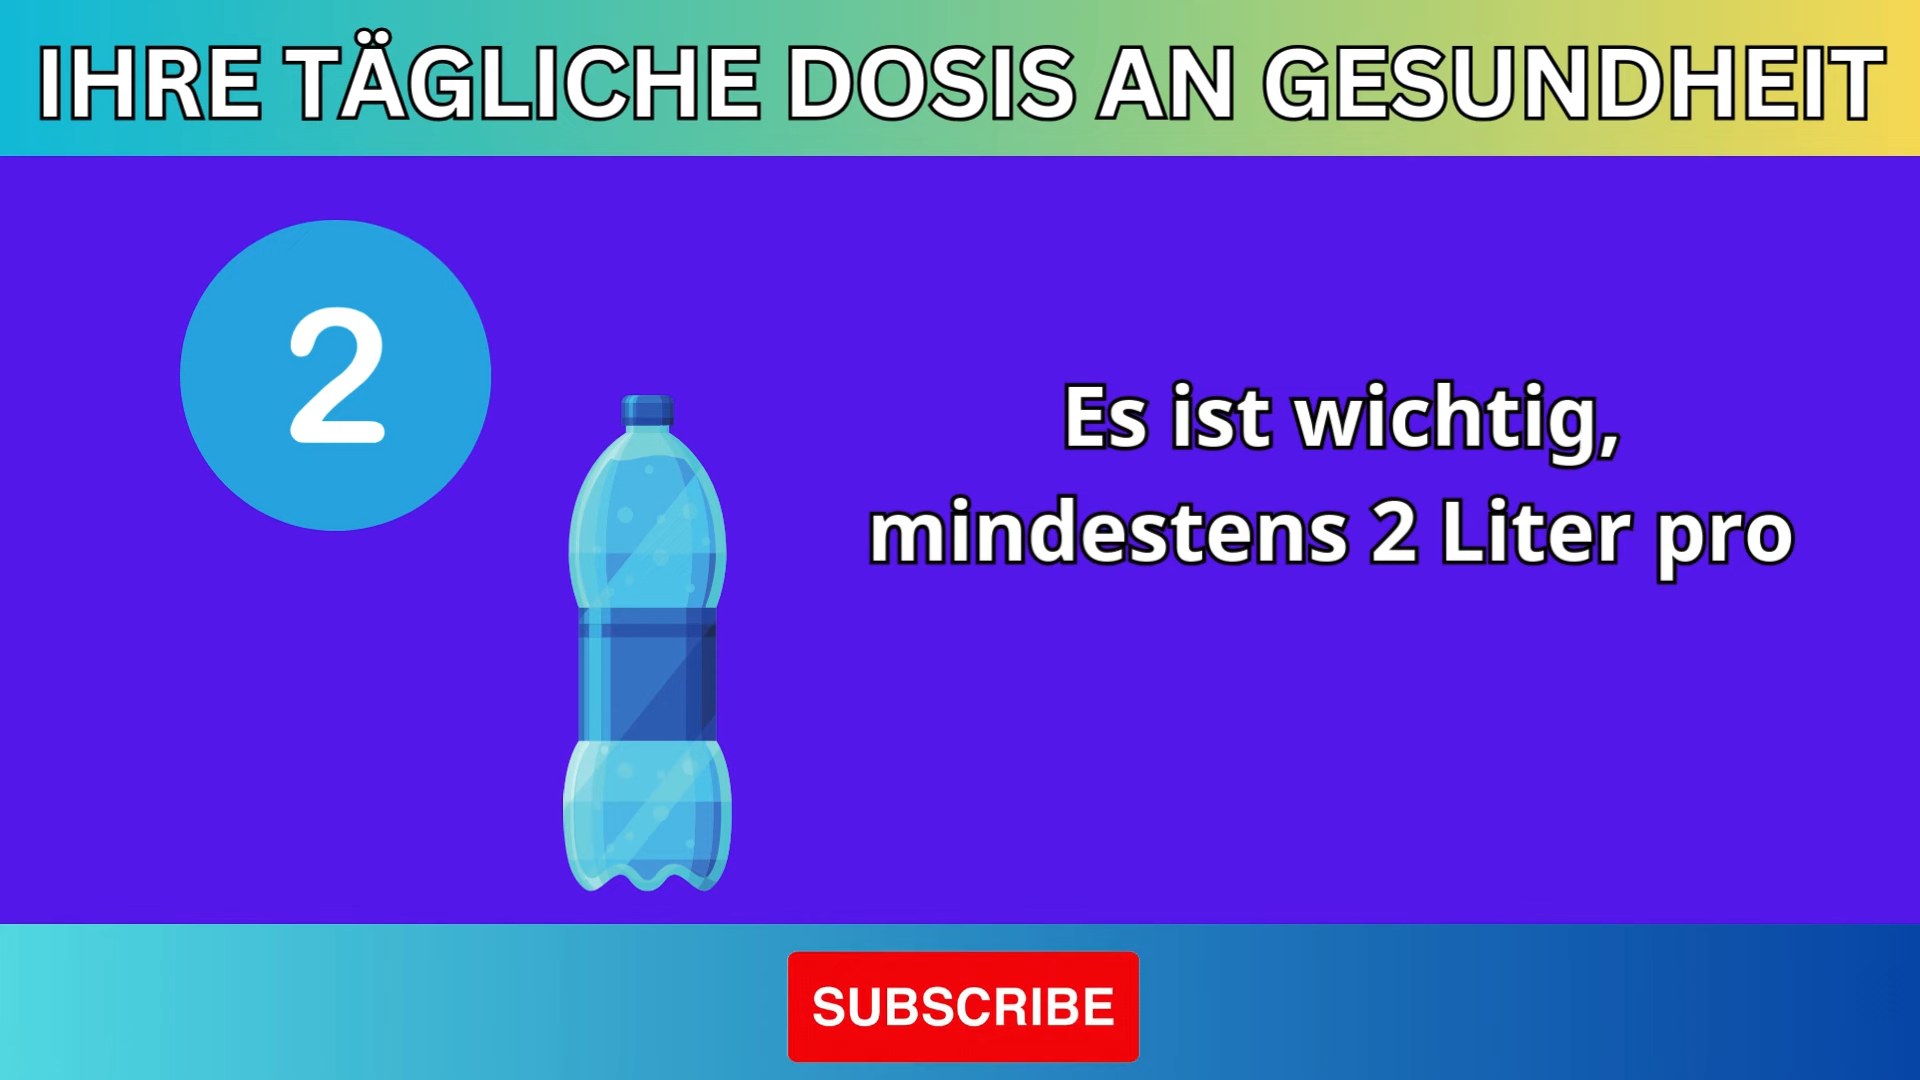 IHRE TÄGLICHE DOSIS AN GESUNDHEIT
2
Es ist wichtig,
mindestens 2 Liter pro
SUBSCRIBE